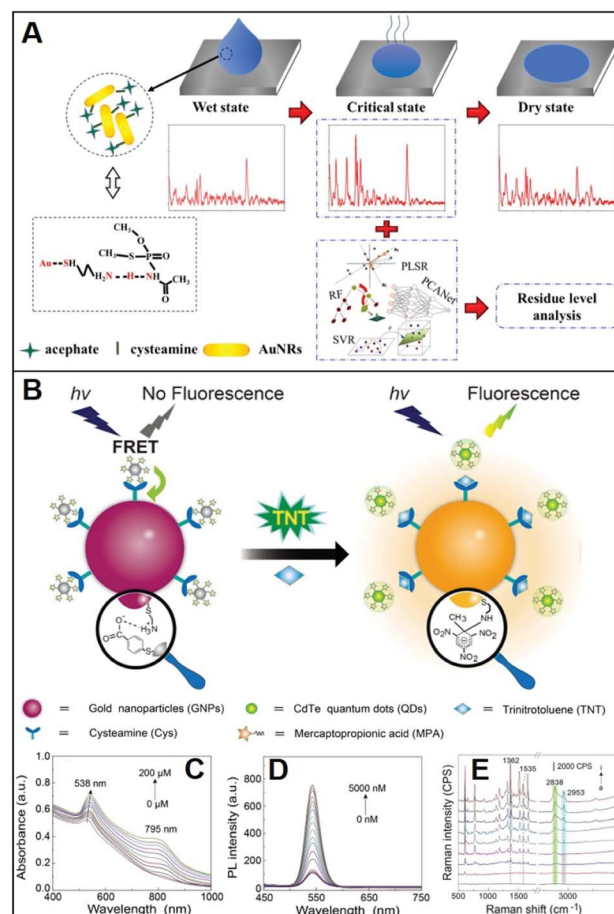 A
Wet state
Critical state
Dry state
CH₃
O
CH₃
S
P
O
Au
SH
H₂N
H
NH
CH₃
O
PLSR
RF
PCANet
SVR
Residue level
analysis
acephate
cysteamine
AuNRs
B
hν
No Fluorescence
FRET
TNT
hν
Fluorescence
S
O⁻
H₃N
O
S
S
CH₃
NH
O₂N
NO₂
NO₂
= Gold nanoparticles (GNPs)
= CdTe quantum dots (QDs)
= Trinitrotoluene (TNT)
= Cysteamine (Cys)
= Mercaptopropionic acid (MPA)
C
538 nm
200 μM
0 μM
795 nm
Absorbance (a.u.)
1.0
0.8
0.6
0.4
0.2
0.0
400
600
800
1000
Wavelength (nm)
D
5000 nM
0 nM
PL intensity (a.u.)
800
600
400
200
0
450
550
650
750
Wavelength (nm)
E
1362
1535
2000 CPS
2838
2953
i
a
Raman intensity (CPS)
500
1500
3000
Raman shift (cm⁻¹)